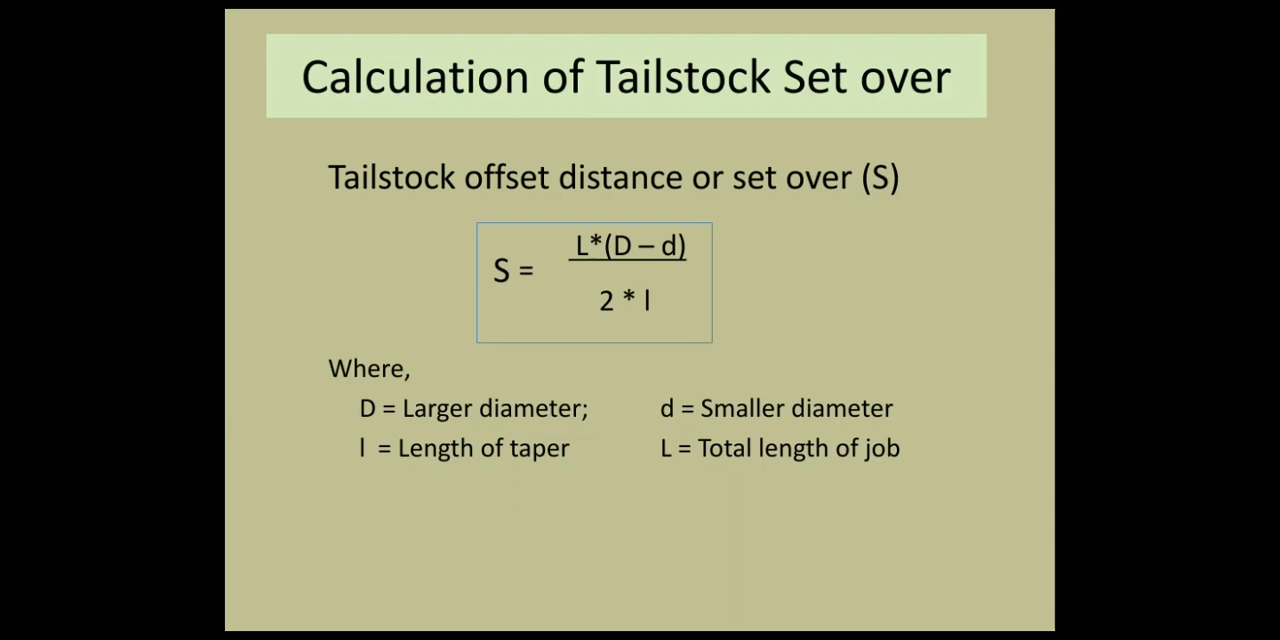 Calculation of Tailstock Set over
Tailstock offset distance or set over (S)
L*(D – d)
S =
2 * l
Where,
D = Larger diameter; d = Smaller diameter
l = Length of taper L = Total length of job